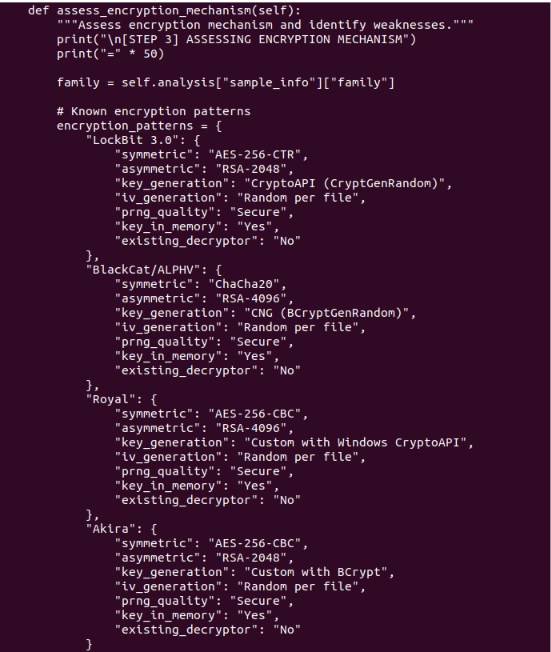 def assess_encryption_mechanism(self):
"""Assess encryption mechanism and identify weaknesses."""
print("\n[STEP 3] ASSESSING ENCRYPTION MECHANISM")
print("=" * 50)
family = self.analysis["sample_info"]["family"]
# Known encryption patterns
encryption_patterns = {
"LockBit 3.0": {
"symmetric": "AES-256-CTR",
"asymmetric": "RSA-2048",
"key_generation": "CryptoAPI (CryptGenRandom)",
"iv_generation": "Random per file",
"prng_quality": "Secure",
"key_in_memory": "Yes",
"existing_decryptor": "No"
},
"BlackCat/ALPHV": {
"symmetric": "ChaCha20",
"asymmetric": "RSA-4096",
"key_generation": "CNG (BCryptGenRandom)",
"iv_generation": "Random per file",
"prng_quality": "Secure",
"key_in_memory": "Yes",
"existing_decryptor": "No"
},
"Royal": {
"symmetric": "AES-256-CBC",
"asymmetric": "RSA-4096",
"key_generation": "Custom with Windows CryptoAPI",
"iv_generation": "Random per file",
"prng_quality": "Secure",
"key_in_memory": "Yes",
"existing_decryptor": "No"
},
"Akira": {
"symmetric": "AES-256-CBC",
"asymmetric": "RSA-2048",
"key_generation": "Custom with BCrypt",
"iv_generation": "Random per file",
"prng_quality": "Secure",
"key_in_memory": "Yes",
"existing_decryptor": "No"
}